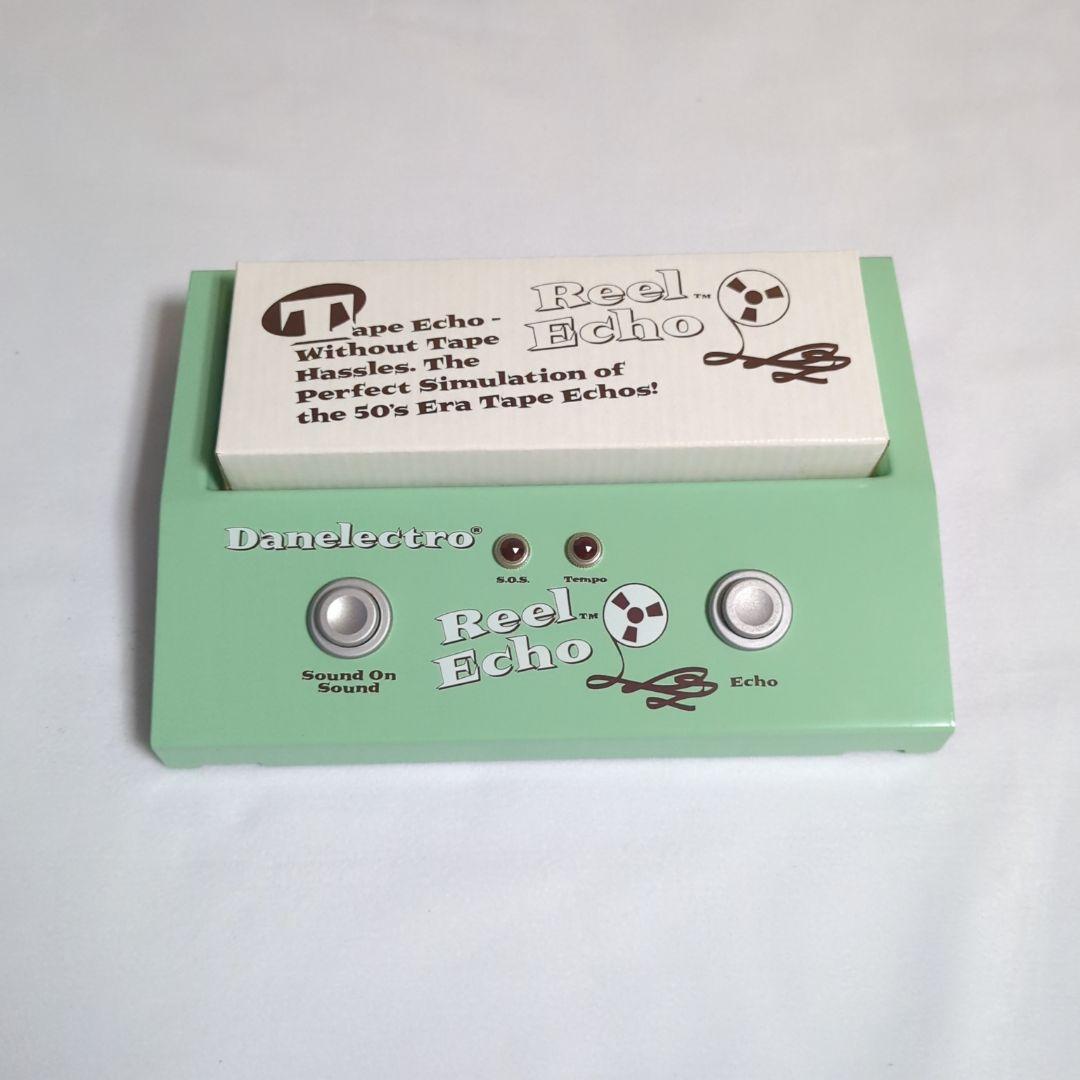 Tape Echo -
Without Tape
Hassles. The
Perfect Simulation of
the 50's Era Tape Echos!
Reel™
Echo
Danelectro®
S.O.S.
Tempo
Reel™
Echo
Sound On
Sound
Echo